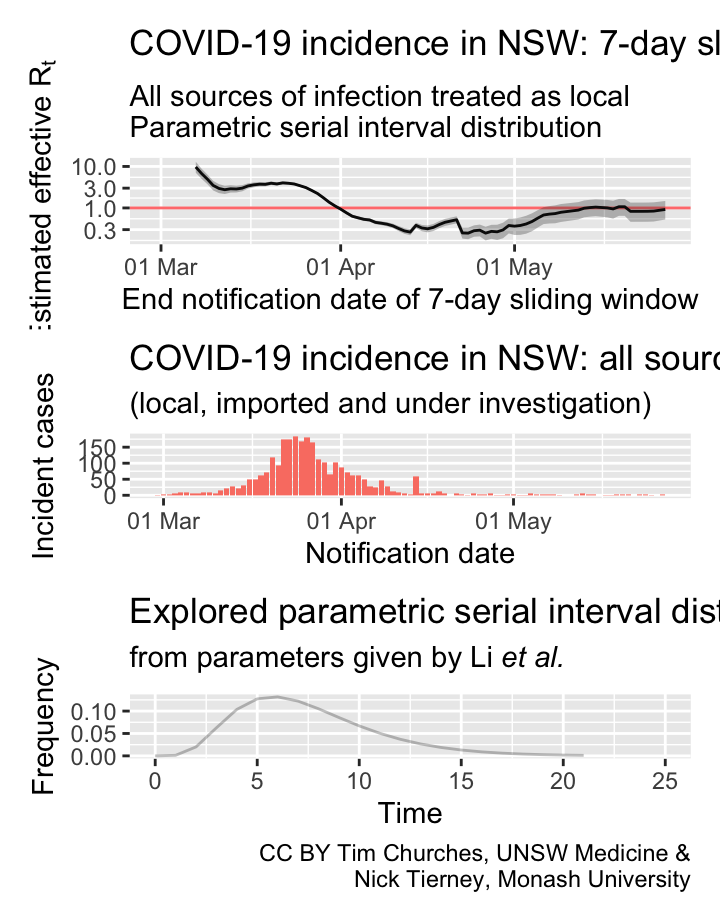 COVID-19 incidence in NSW: 7-day sl
All sources of infection treated as local
Parametric serial interval distribution
stimated effective Rt
10.0
3.0
1.0
0.3
01 Mar
01 Apr
01 May
End notification date of 7-day sliding window
COVID-19 incidence in NSW: all sourc
(local, imported and under investigation)
Incident cases
150
100
50
0
01 Mar
01 Apr
01 May
Notification date
Explored parametric serial interval dist
from parameters given by Li et al.
Frequency
0.10
0.05
0.00
0
5
10
15
20
25
Time
CC BY Tim Churches, UNSW Medicine &
Nick Tierney, Monash University